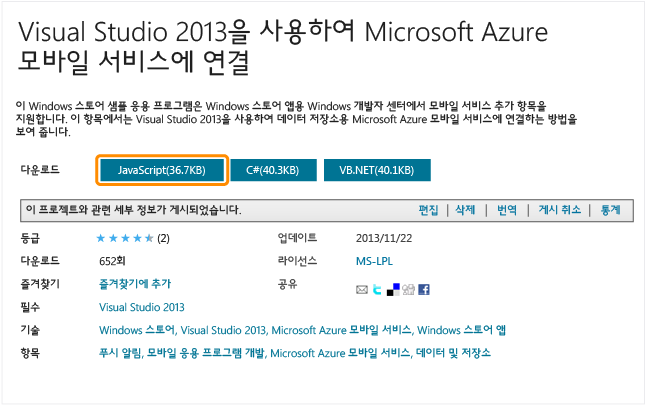 Visual Studio 2013을 사용하여 Microsoft Azure
모바일 서비스에 연결
이 Windows 스토어 샘플 응용 프로그램은 Windows 스토어 앱용 Windows 개발자 센터에서 모바일 서비스 추가 항목을
지원합니다. 이 항목에서는 Visual Studio 2013을 사용하여 데이터 저장소용 Microsoft Azure 모바일 서비스에 연결하는 방법을
보여 줍니다.
다운로드 JavaScript(36.7KB) C#(40.3KB) VB.NET(40.1KB)
이 프로젝트와 관련 세부 정보가 게시되었습니다. 편집 | 삭제 | 번역 | 게시 취소 | 통계
등급 ★★★★★ (2) 업데이트 2013/11/22
다운로드 652회 라이선스 MS-LPL
즐겨찾기 즐겨찾기에 추가 공유
필수 Visual Studio 2013
기술 Windows 스토어, Visual Studio 2013, Microsoft Azure 모바일 서비스, Windows 스토어 앱
항목 푸시 알림, 모바일 응용 프로그램 개발, Microsoft Azure 모바일 서비스, 데이터 및 저장소